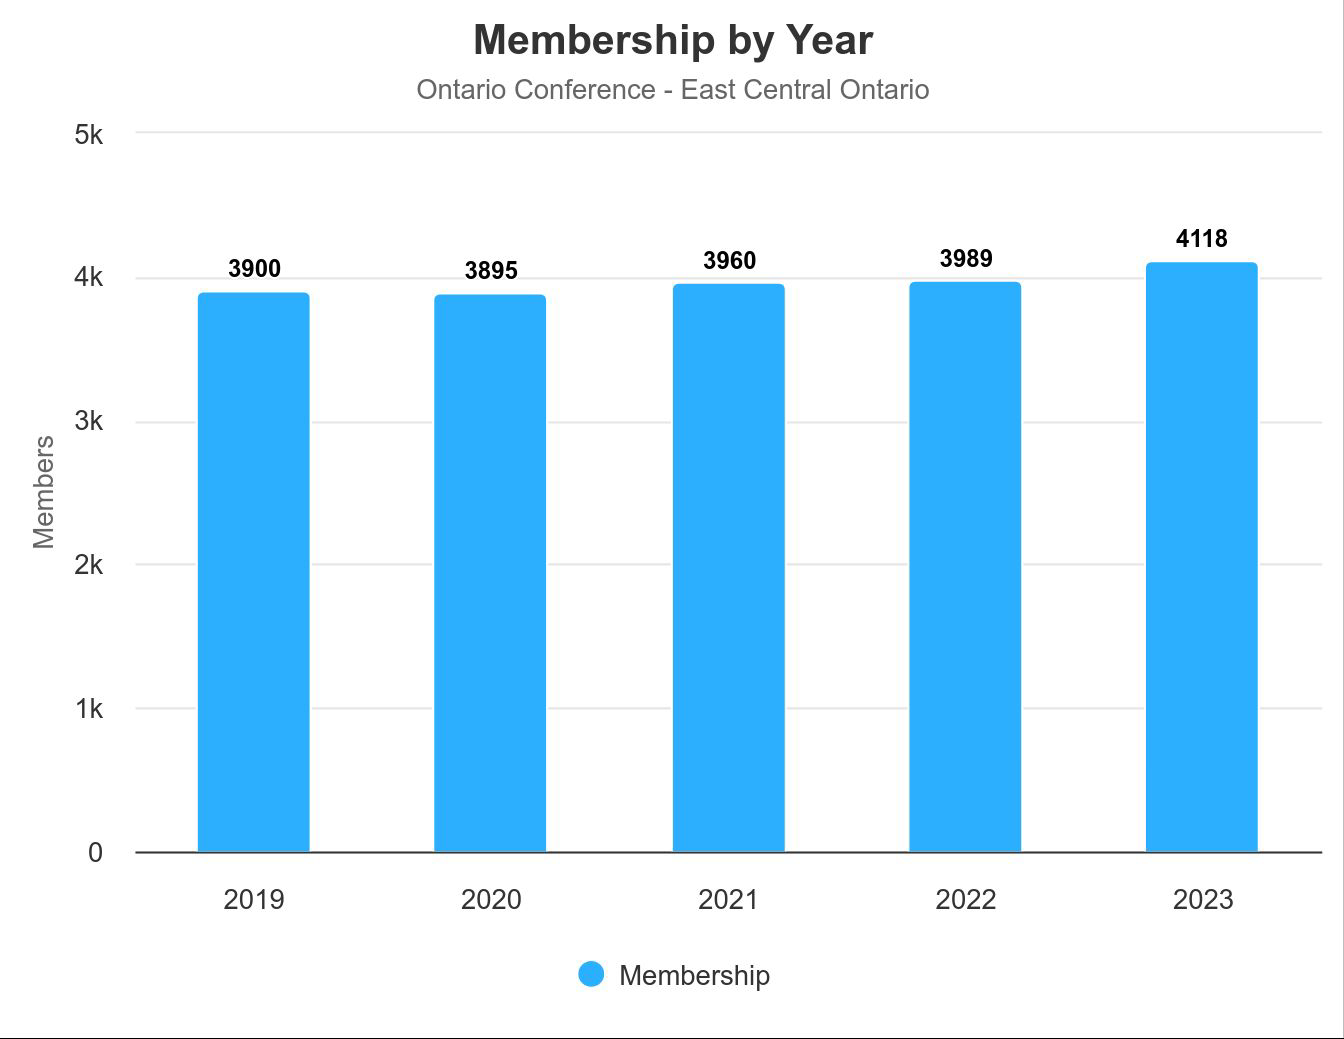 Membership by Year
Ontario Conference - East Central Ontario
5k
4k
3k
2k
1k
0
Members
3900
3895
3960
3989
4118
2019 2020 2021 2022 2023
Membership